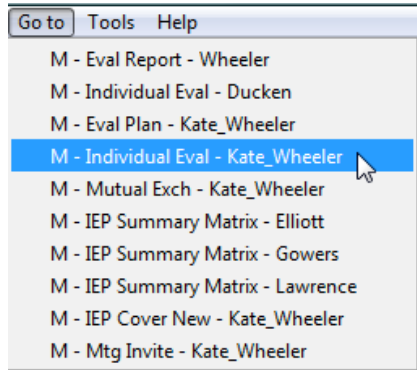 Go to Tools Help
M - Eval Report - Wheeler
M - Individual Eval - Ducken
M - Eval Plan - Kate_Wheeler
M - Individual Eval - Kate_Wheeler
M - Mutual Exch - Kate_Wheeler
M - IEP Summary Matrix - Elliott
M - IEP Summary Matrix - Gowers
M - IEP Summary Matrix - Lawrence
M - IEP Cover New - Kate_Wheeler
M - Mtg Invite - Kate_Wheeler